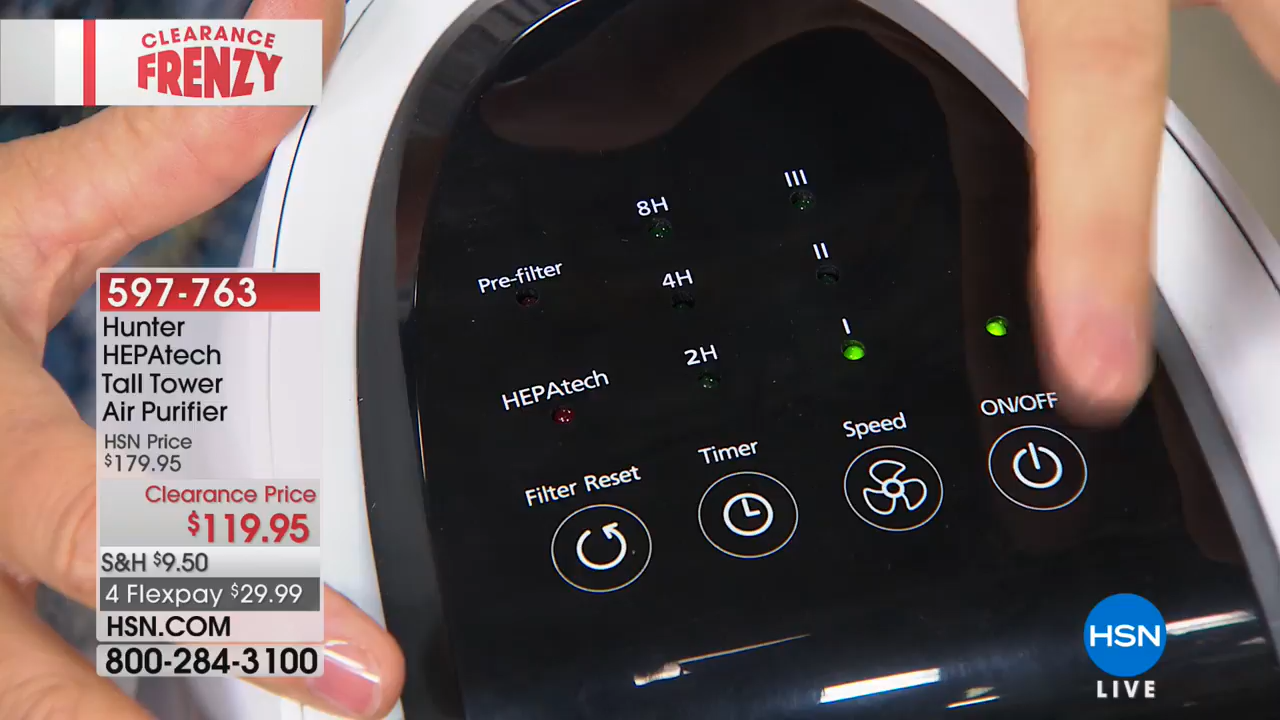 CLEARANCE
FRENZY
597-763
Hunter
HEPAtech
Tall Tower
Air Purifier
HSN Price
$179.95
Clearance Price
$119.95
S&H $9.50
4 Flexpay $29.99
HSN.COM
800-284-3100
III
8H
II
Pre-filter
4H
I
2H
HEPAtech
ON/OFF
Speed
Timer
Filter Reset
HSN
LIVE